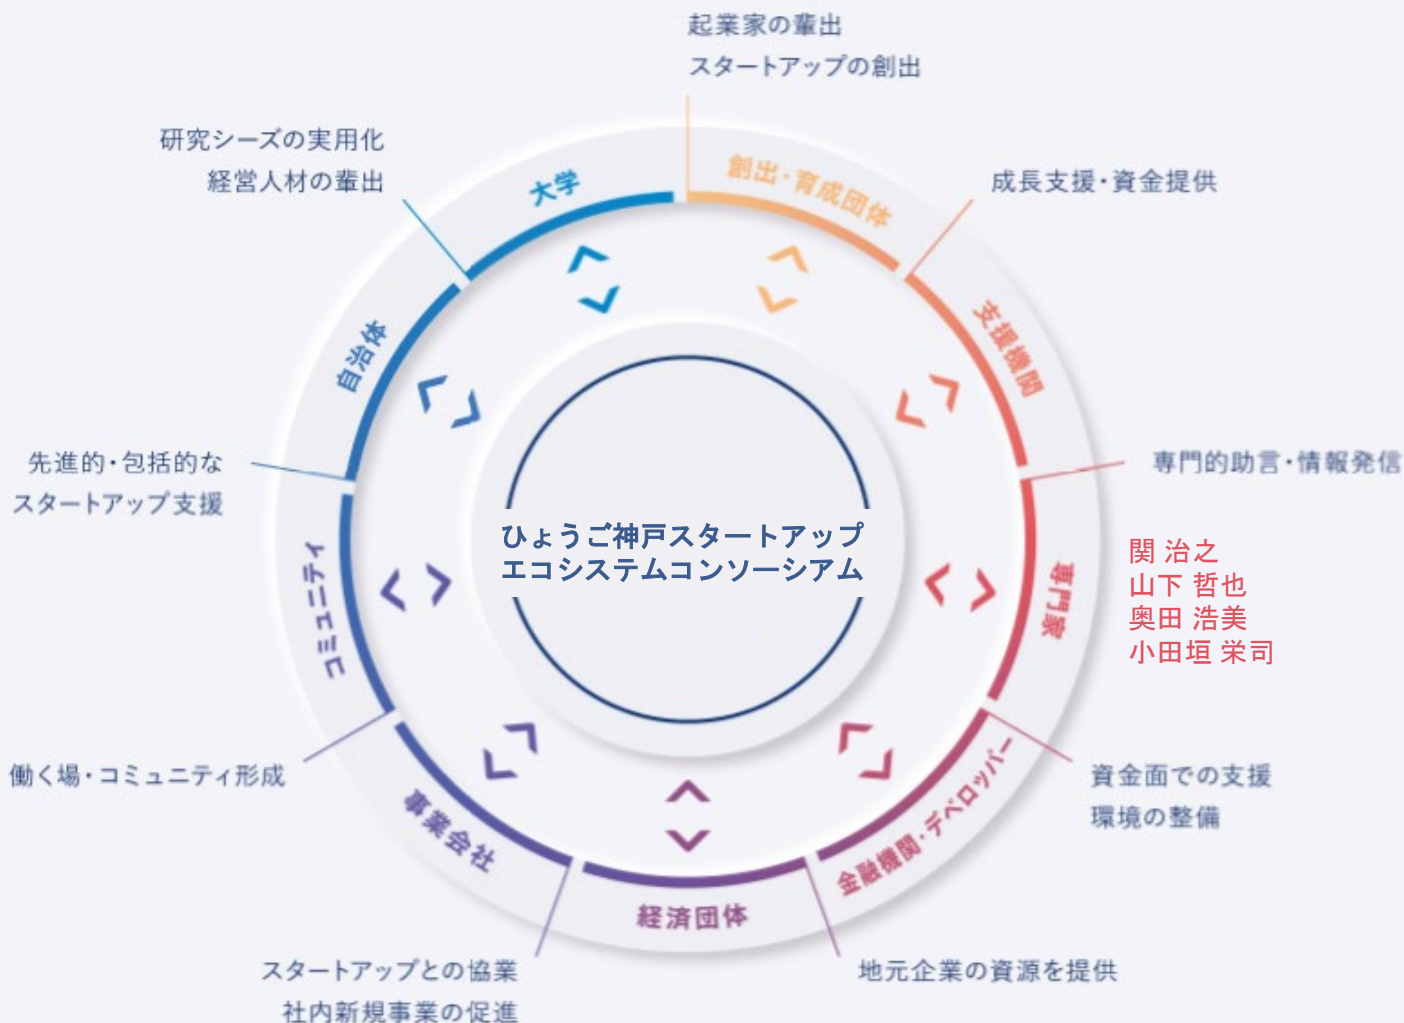 起業家の輩出
スタートアップの創出
研究シーズの実用化
経営人材の輩出
大学
創出・育成団体
成長支援・資金提供
自治体
支援機関
先進的・包括的な
スタートアップ支援
専門的助言・情報発信
ひょうご神戸スタートアップ
エコシステムコンソーシアム
コミュニティ
専門家
関 治之
山下 哲也
奥田 浩美
小田垣 栄司
働く場・コミュニティ形成
資金面での支援
環境の整備
事業会社
金融機関・デベロッパー
経済団体
スタートアップとの協業
社内新規事業の促進
地元企業の資源を提供